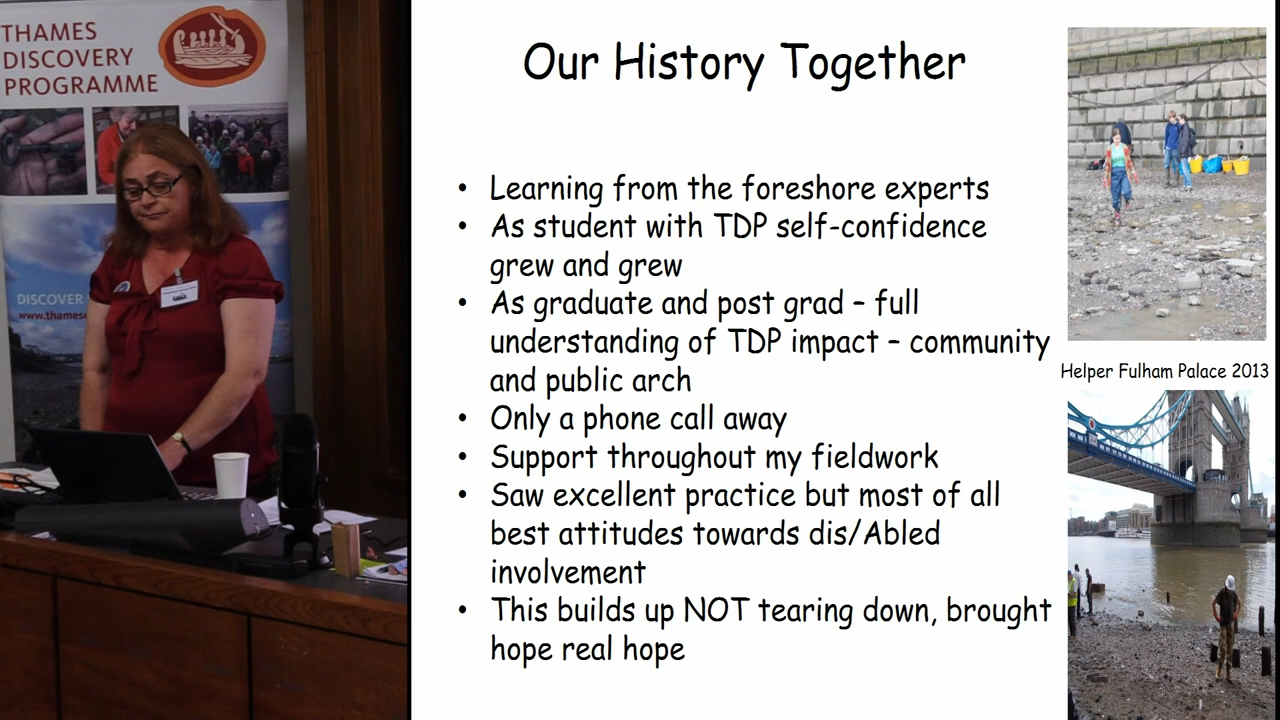 THAMES
DISCOVERY
PROGRAMME
DISCOVER
www.thames
Our History Together
• Learning from the foreshore experts
• As student with TDP self-confidence
grew and grew
• As graduate and post grad – full
understanding of TDP impact – community
and public arch
• Only a phone call away
• Support throughout my fieldwork
• Saw excellent practice but most of all
best attitudes towards dis/Abled
involvement
• This builds up NOT tearing down, brought
hope real hope
Helper Fulham Palace 2013